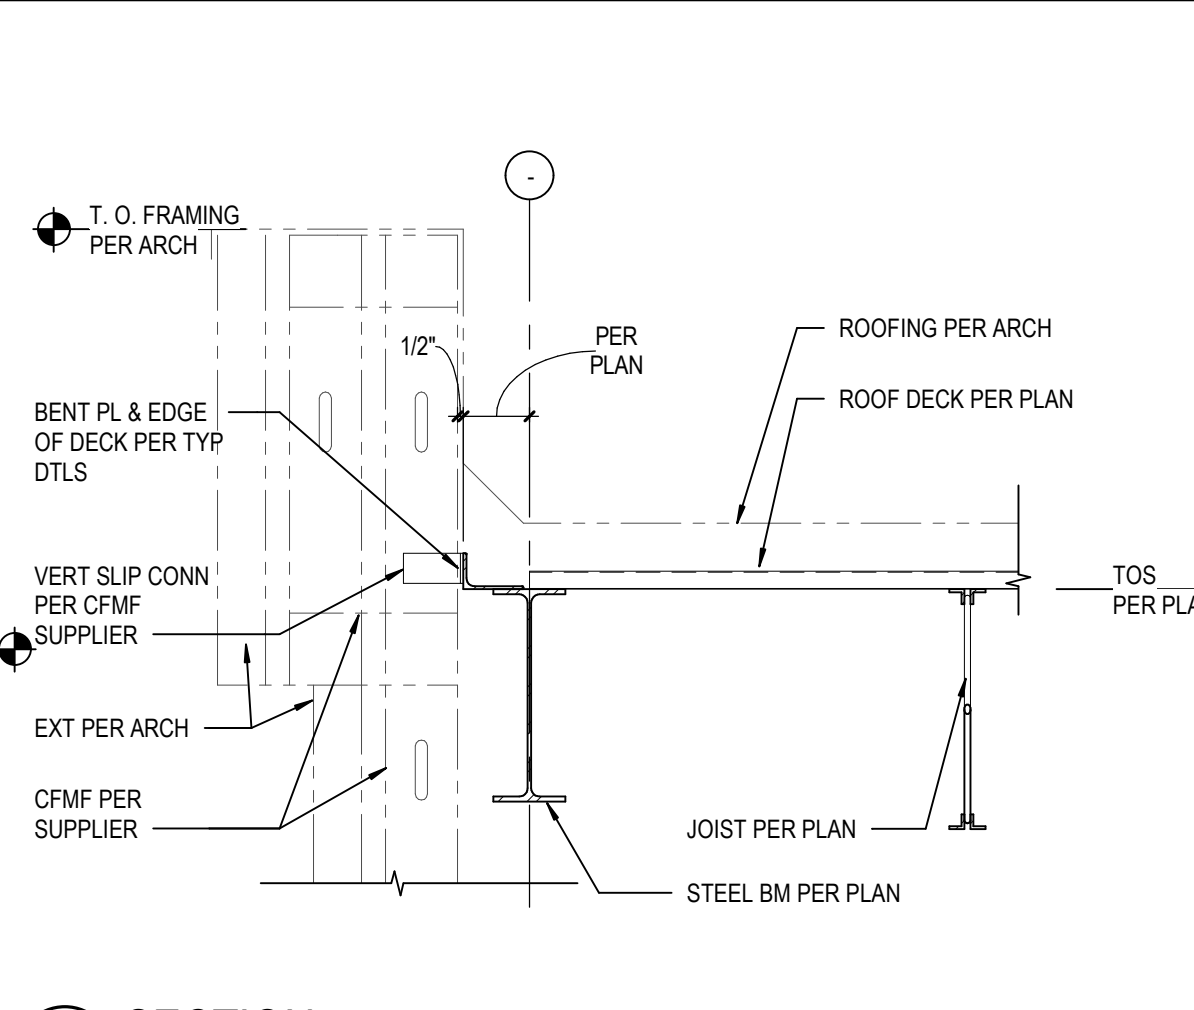 -
T. O. FRAMING
PER ARCH
1/2"
PER
PLAN
ROOFING PER ARCH
ROOF DECK PER PLAN
BENT PL & EDGE
OF DECK PER TYP
DTLS
VERT SLIP CONN
PER CFMF
SUPPLIER
TOS
PER
EXT PER ARCH
CFMF PER
SUPPLIER
JOIST PER PLAN
STEEL BM PER PLAN